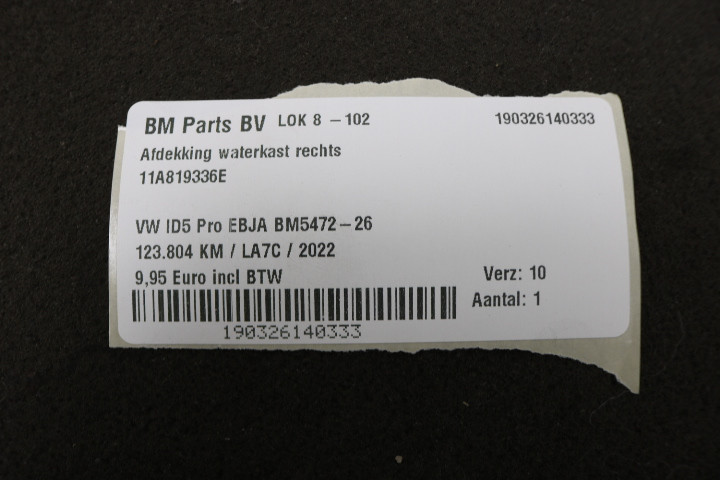 BM Parts BV LOK 8 - 102 190326140333
Afdekking waterkast rechts
11A819336E
VW ID5 Pro EBJA BM5472-26
123.804 KM / LA7C / 2022
9,95 Euro incl BTW Verz: 10
Aantal: 1
190326140333